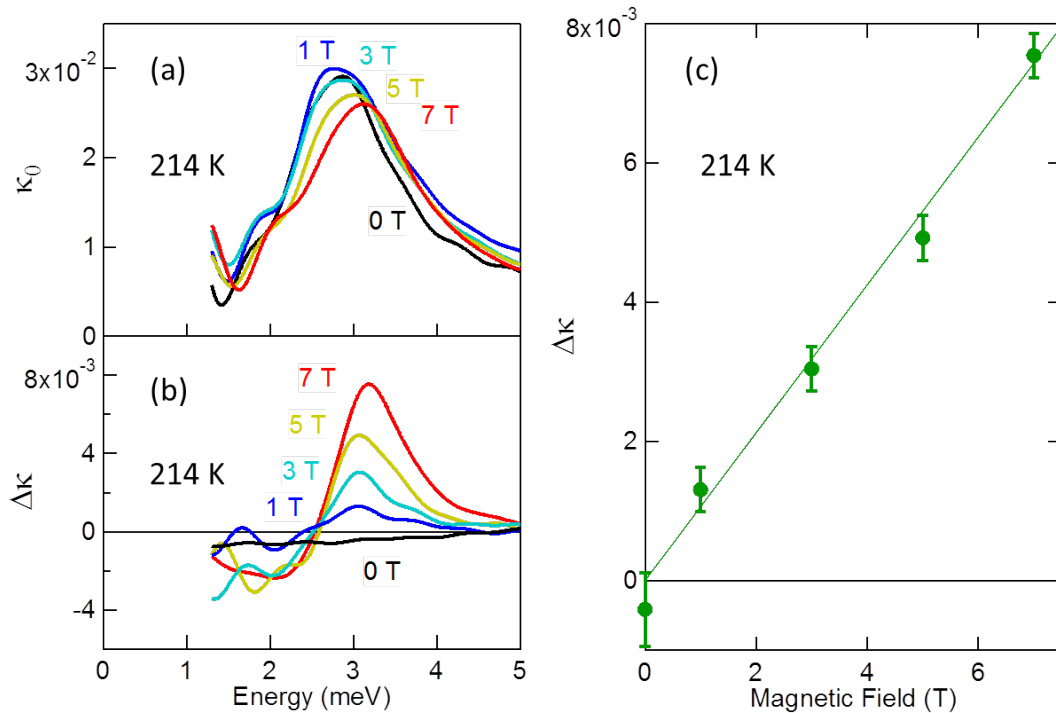 (a)
1 T
3 T
5 T
7 T
214 K
0 T
3x10⁻²
2
1
0
κ₀
(b)
7 T
5 T
3 T
1 T
0 T
214 K
8x10⁻³
4
0
-4
Δκ
0 1 2 3 4 5
Energy (meV)
(c)
214 K
8x10⁻³
6
4
2
0
Δκ
0 2 4 6
Magnetic Field (T)